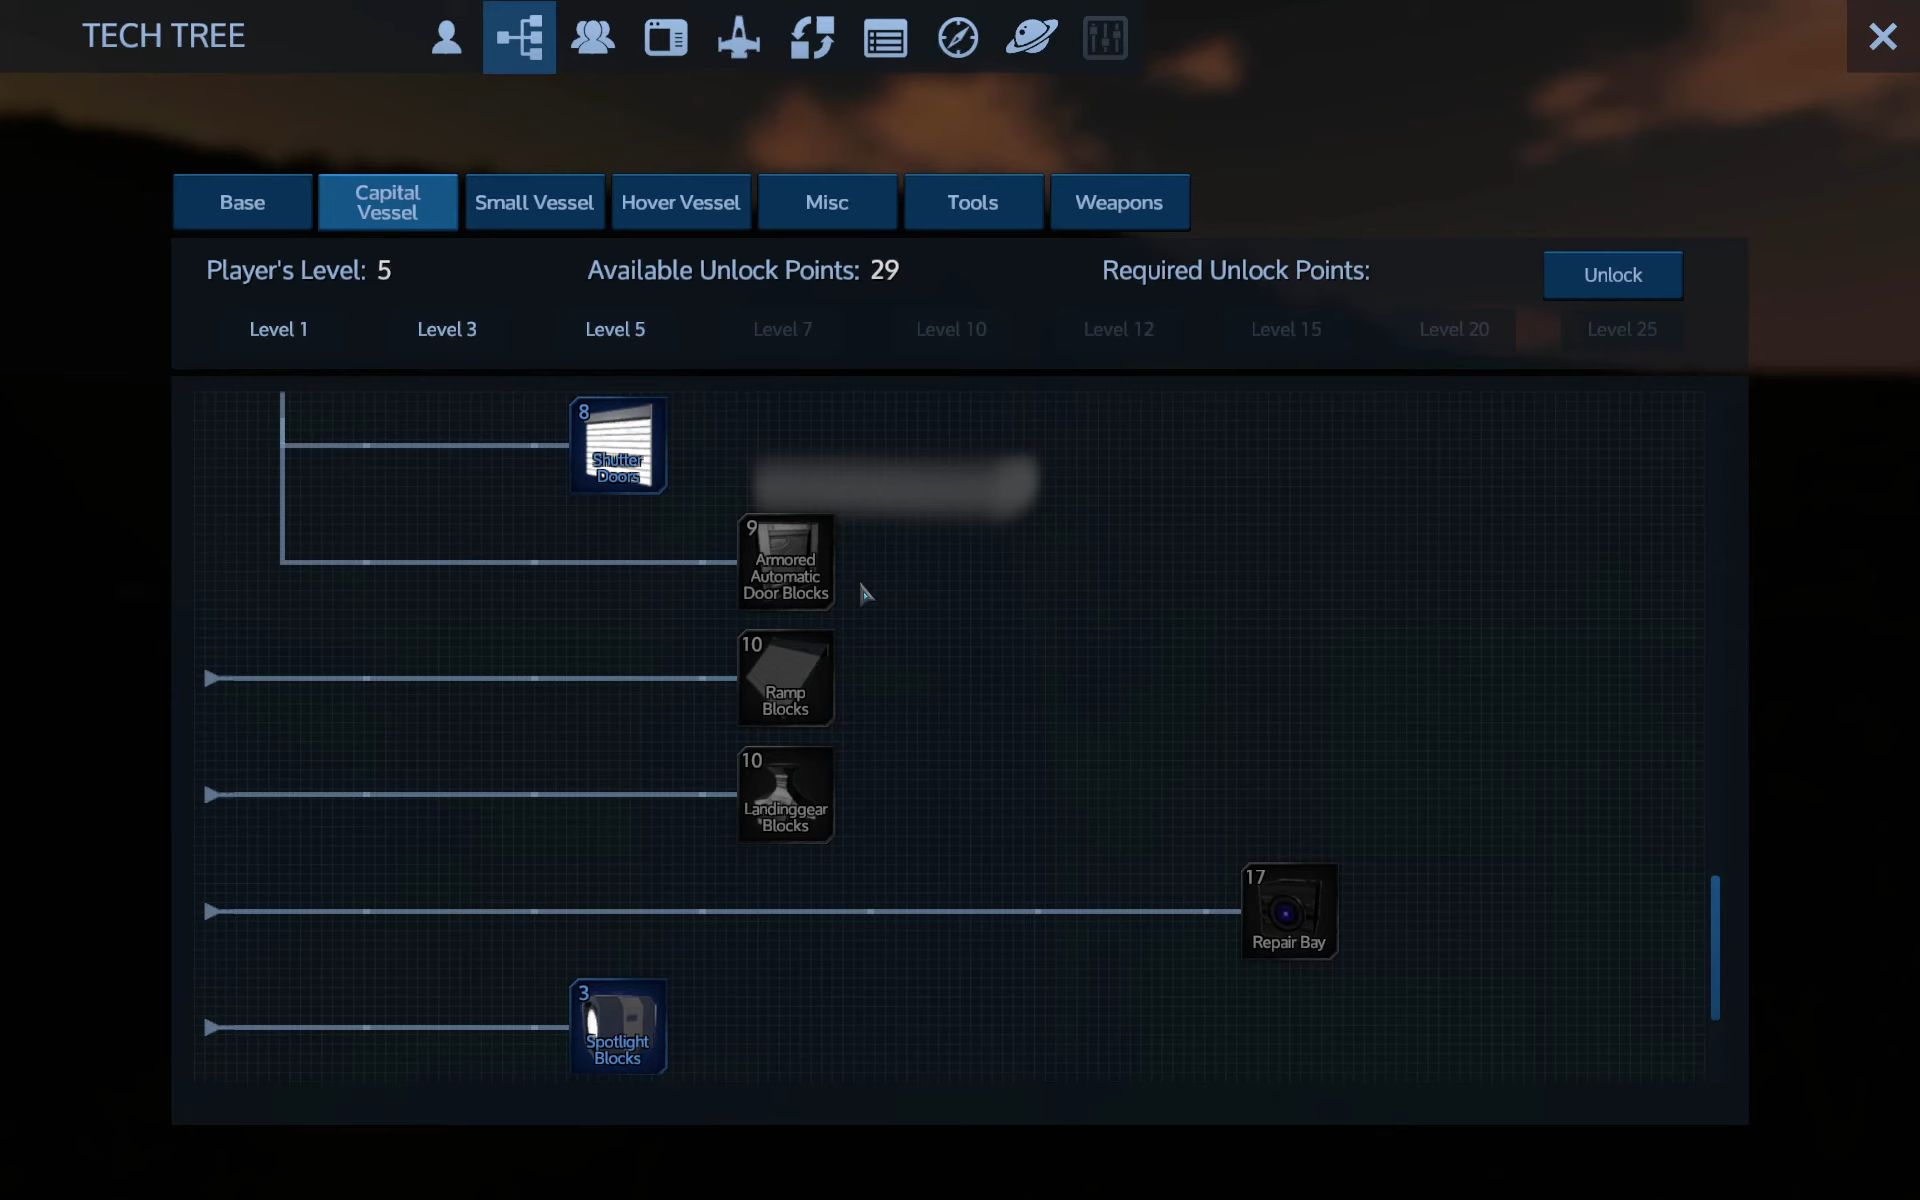 TECH TREE
Base
Capital
Vessel
Small Vessel
Hover Vessel
Misc
Tools
Weapons
Player's Level: 5
Available Unlock Points: 29
Required Unlock Points:
Unlock
Level 1
Level 3
Level 5
Level 7
Level 10
Level 12
Level 15
Level 20
Level 25
8
Shutter
Doors
9
Armored
Automatic
Door Blocks
10
Ramp
Blocks
10
Landinggear
Blocks
17
Repair Bay
3
Spotlight
Blocks